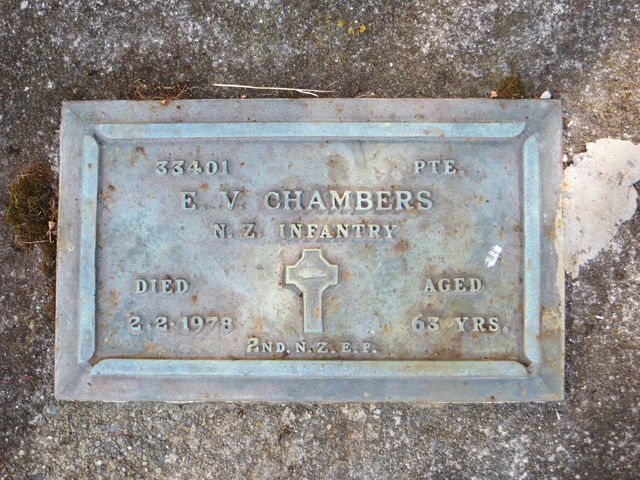 33401 PTE.
E. V. CHAMBERS
N. Z. INFANTRY
DIED AGED
2.2.1978 63 YRS.
2ND. N.Z.E.F.